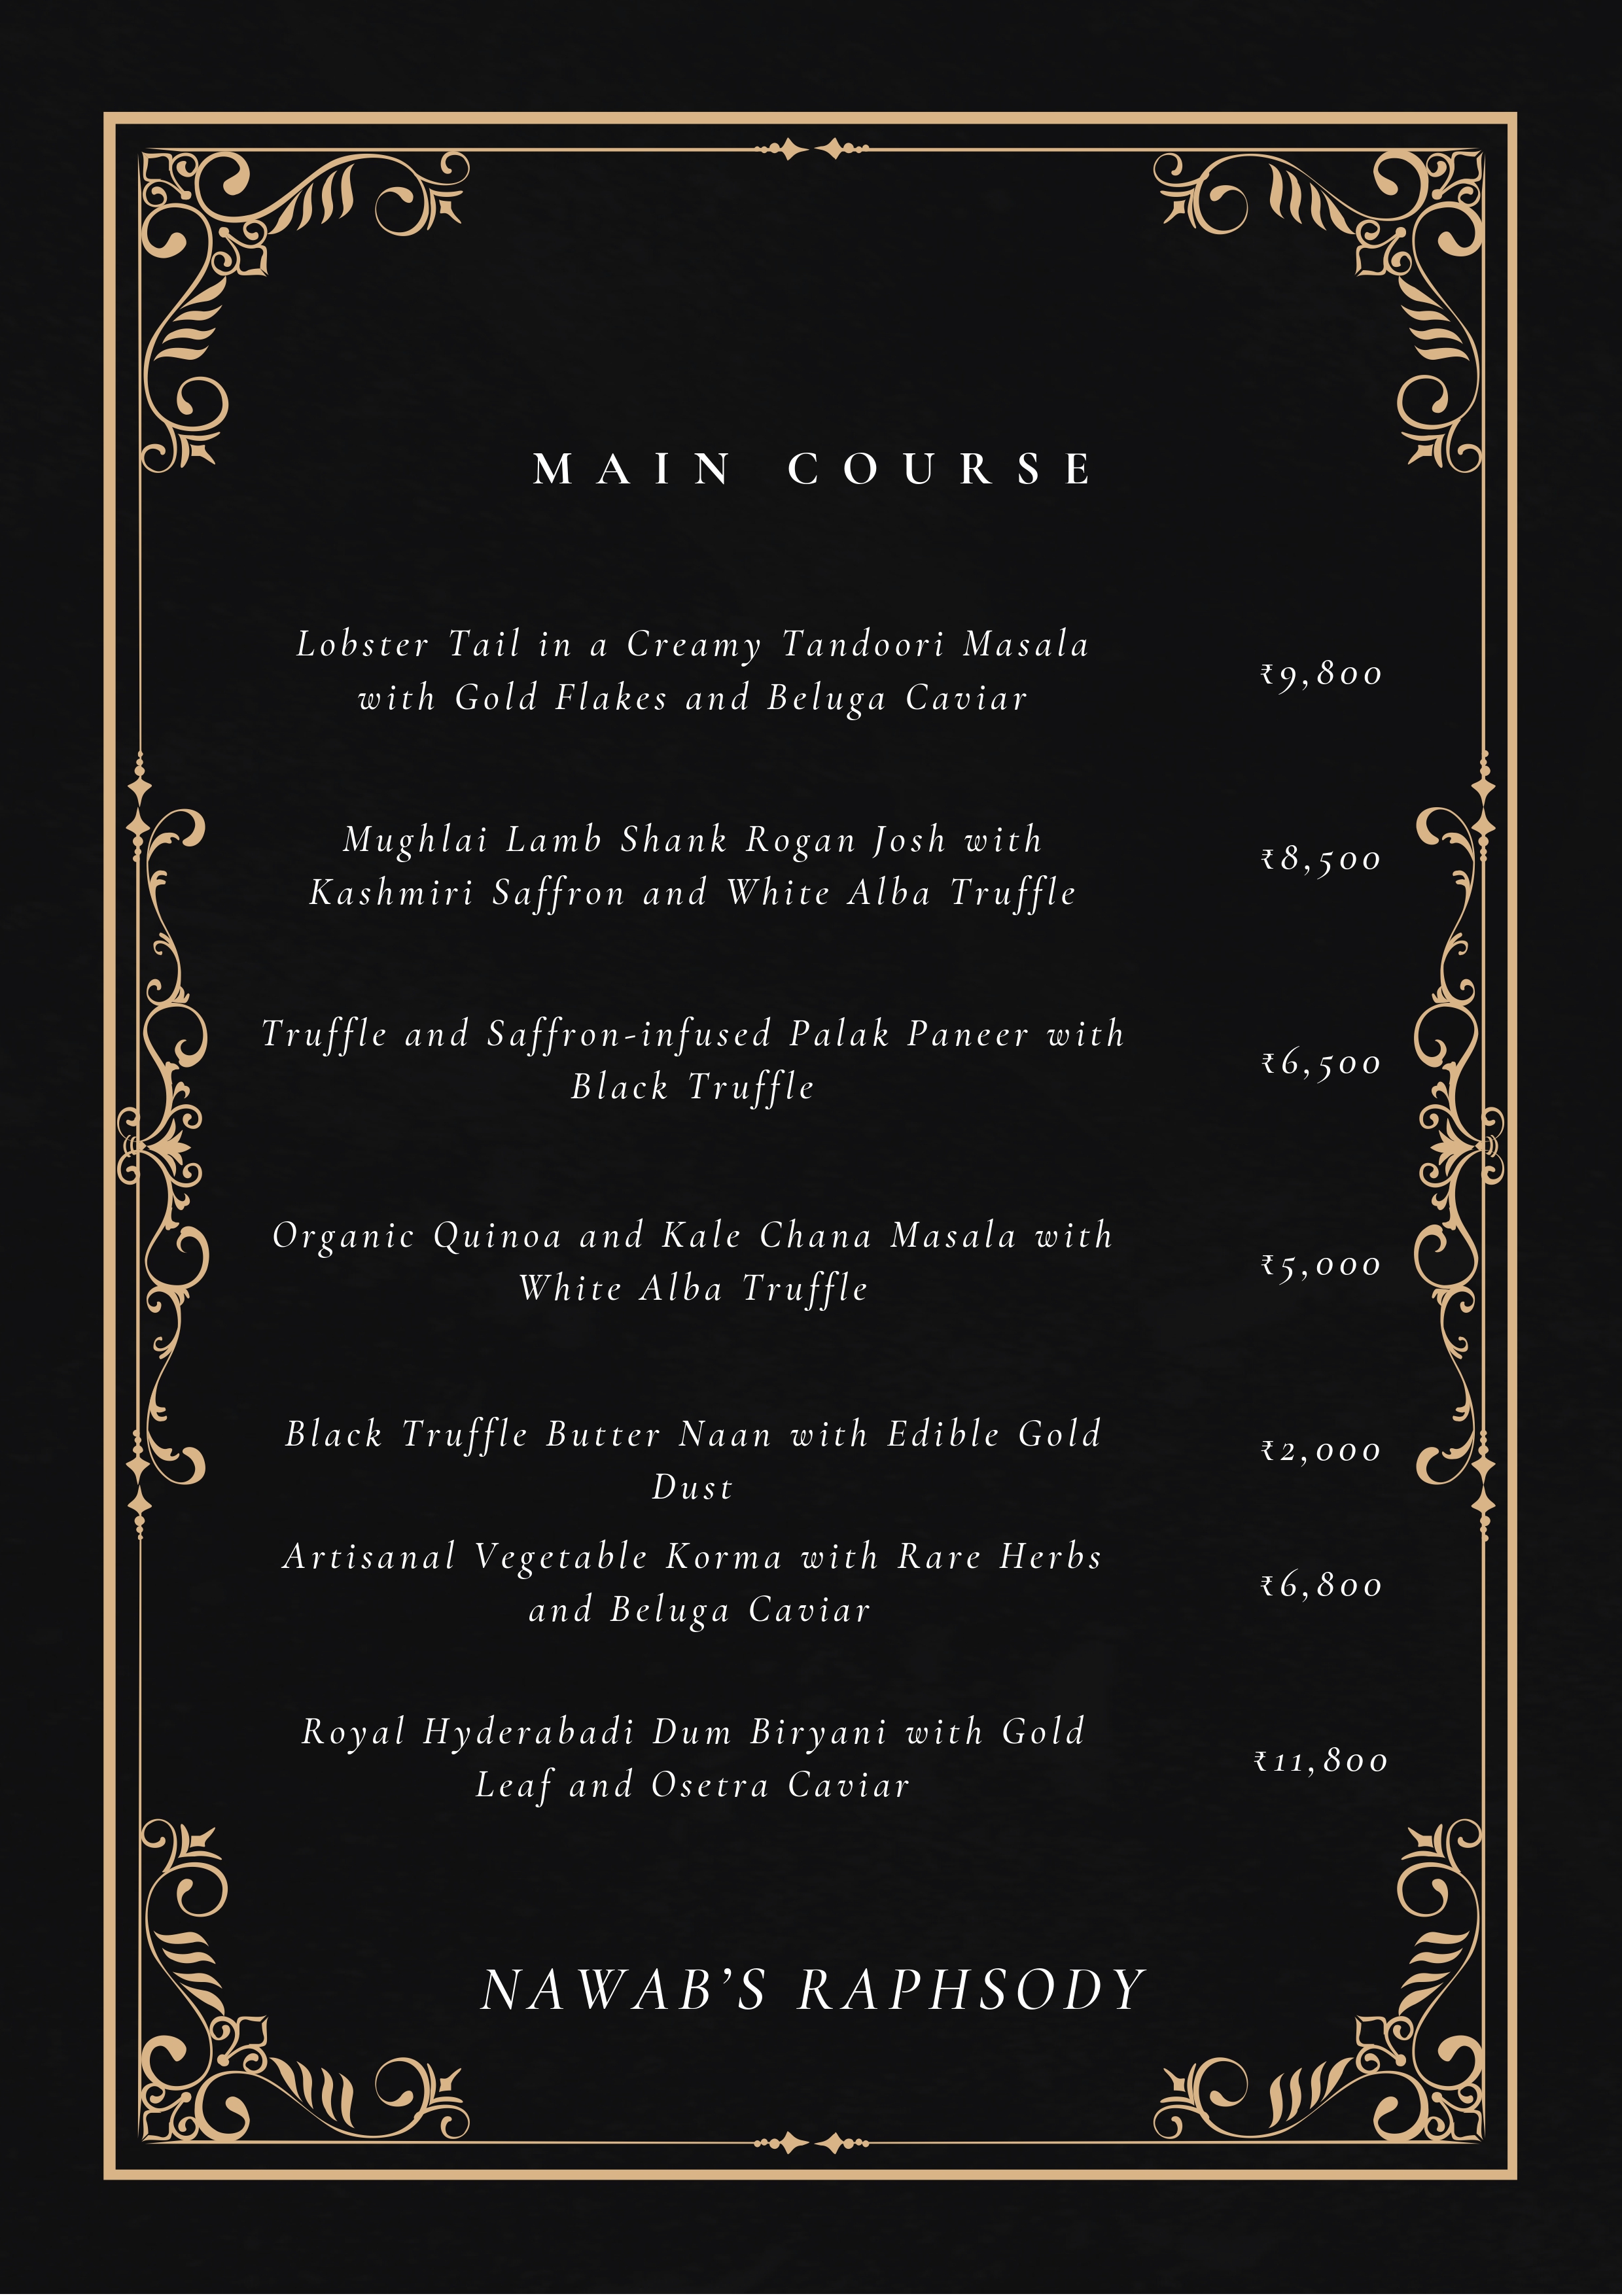 MAIN COURSE
Lobster Tail in a Creamy Tandoori Masala
with Gold Flakes and Beluga Caviar
₹9,800
Mughlai Lamb Shank Rogan Josh with
Kashmiri Saffron and White Alba Truffle
₹8,500
Truffle and Saffron-infused Palak Paneer with
Black Truffle
₹6,500
Organic Quinoa and Kale Chana Masala with
White Alba Truffle
₹5,000
Black Truffle Butter Naan with Edible Gold
Dust
₹2,000
Artisanal Vegetable Korma with Rare Herbs
and Beluga Caviar
₹6,800
Royal Hyderabadi Dum Biryani with Gold
Leaf and Osetra Caviar
₹11,800
NAWAB’S RAPHSODY